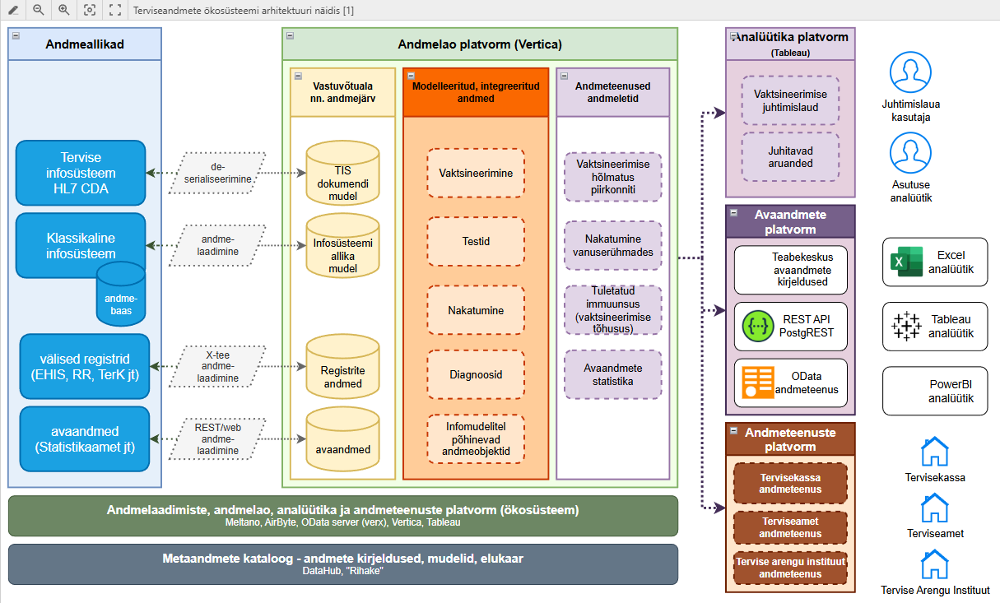 Terviseandmete ökosüsteemi arhitektuuri näidis [1]
Andmeallikad
Tervise
infosüsteem
HL7 CDA
Klassikaline
infosüsteem
andme-
baas
välised registrid
(EHIS, RR, TerK jt)
avaandmed
(Statistikaamet jt)
de-
serialiseerimine
andme-
laadimine
X-tee
andme-
laadimine
REST/web
andme-
laadimine
Andmelao platvorm (Vertica)
Vastuvõtuala
nn. andmejärv
TIS
dokumendi
mudel
Infosüsteemi
allika
mudel
Registrite
andmed
avaandmed
Modelleeritud, integreeritud
andmed
Vaktsineerimine
Testid
Nakatumine
Diagnoosid
Infomudelitel
põhinevad
andmeobjektid
Andmeteenused
andmeletid
Vaktsineerimise
hõlmatus
piirkonniti
Nakatumine
vanuserühmades
Tuletatud
immuunsus
(vaktsineerimise
tõhusus)
Avaandmete
statistika
Analüütika platvorm
(Tableau)
Vaktsineerimise
juhtimislaud
Juhitavad
aruanded
Avaandmete
platvorm
Teabekeskus
avaandmete
kirjeldused
REST API
PostgREST
OData
andmeteenus
Andmeteenuste
platvorm
Tervisekassa
andmeteenus
Terviseamet
andmeteenus
Tervise arengu instituut
andmeteenus
Juhtimislaua
kasutaja
Asutuse
analüütik
Excel
analüütik
Tableau
analüütik
PowerBI
analüütik
Tervisekassa
Terviseamet
Tervise Arengu Instituut
Andmelaadimiste, andmelao, analüütika ja andmeteenuste platvorm (ökosüsteem)
Meltano, AirByte, OData server (verx), Vertica, Tableau
Metaandmete kataloog - andmete kirjeldused, mudelid, elukaar
DataHub, "Rihake"